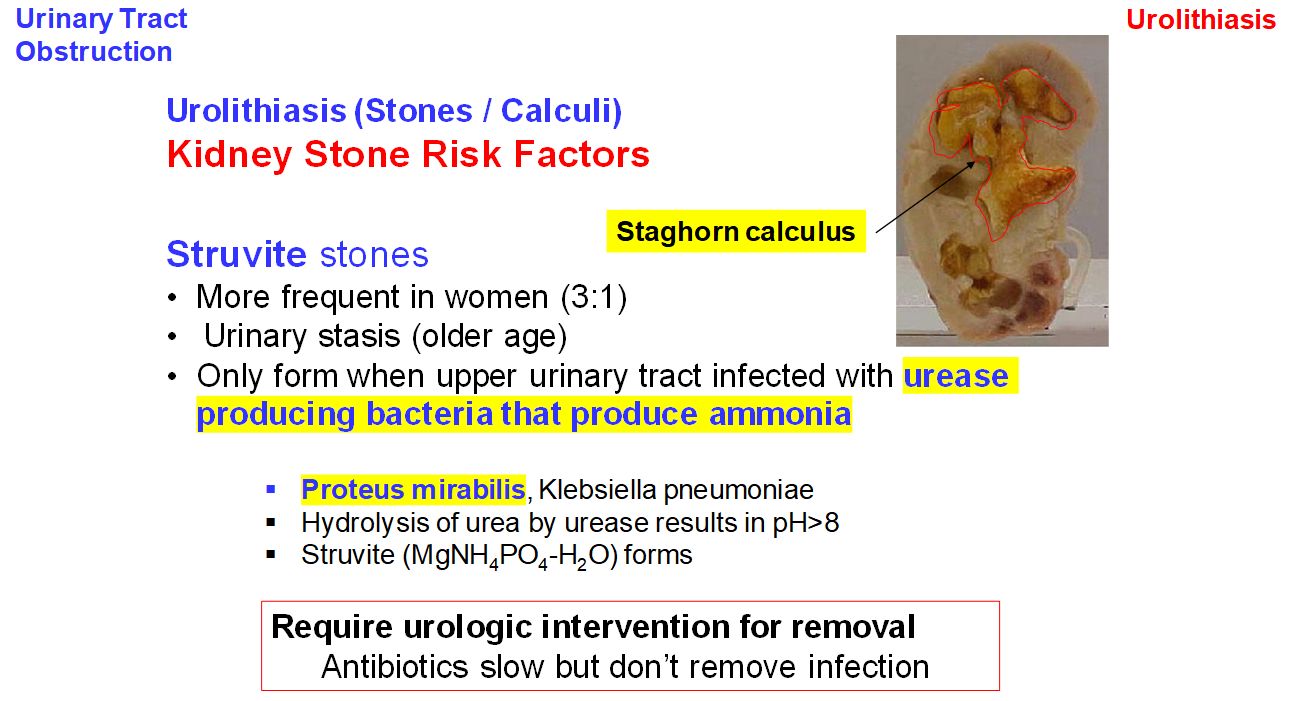 Urinary Tract
Obstruction
Urolithiasis
Urolithiasis (Stones / Calculi)
Kidney Stone Risk Factors
Staghorn calculus
Struvite stones
• More frequent in women (3:1)
• Urinary stasis (older age)
• Only form when upper urinary tract infected with urease
producing bacteria that produce ammonia
▪ Proteus mirabilis, Klebsiella pneumoniae
▪ Hydrolysis of urea by urease results in pH>8
▪ Struvite (MgNH₄PO₄-H₂O) forms
Require urologic intervention for removal
Antibiotics slow but don’t remove infection